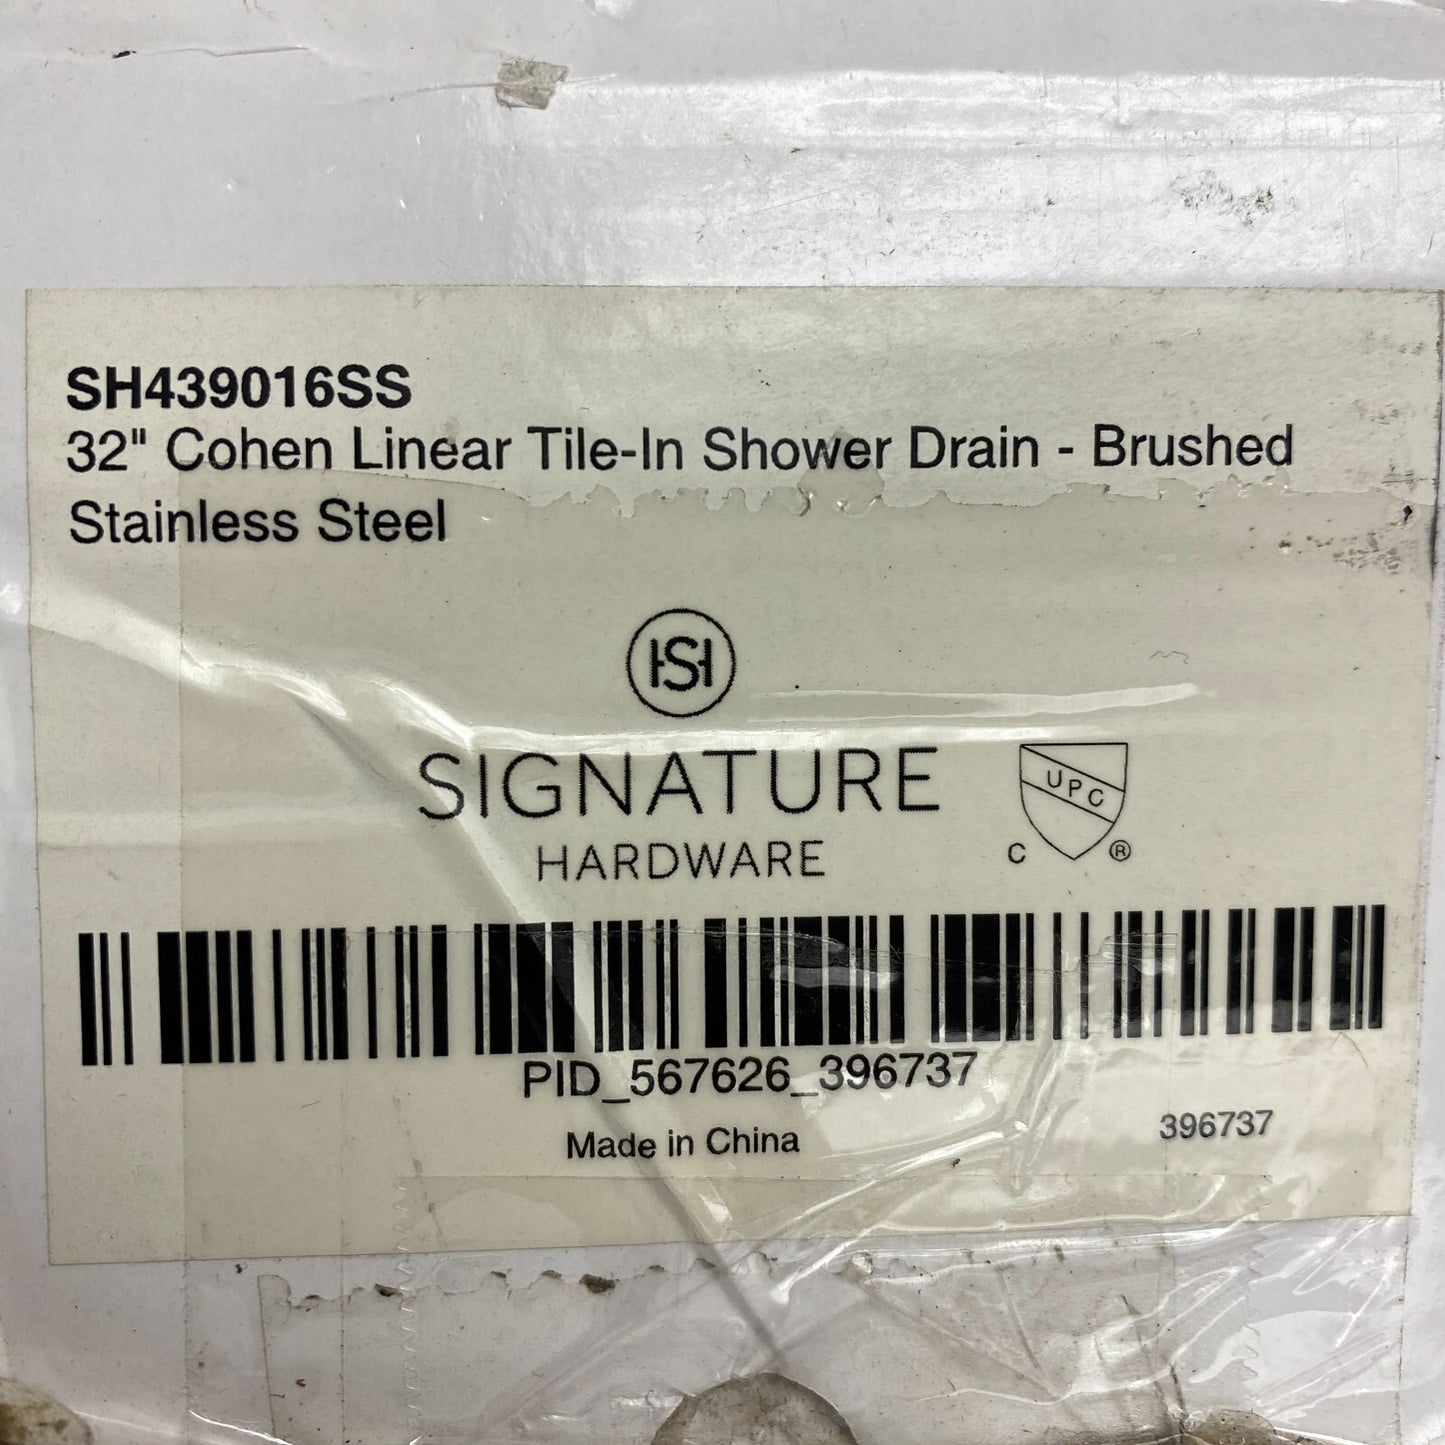 SH439016SS
32" Cohen Linear Tile-In Shower Drain - Brushed
Stainless Steel
HSI
SIGNATURE
HARDWARE
UPC
C ®
PID_567626_396737
Made in China
396737